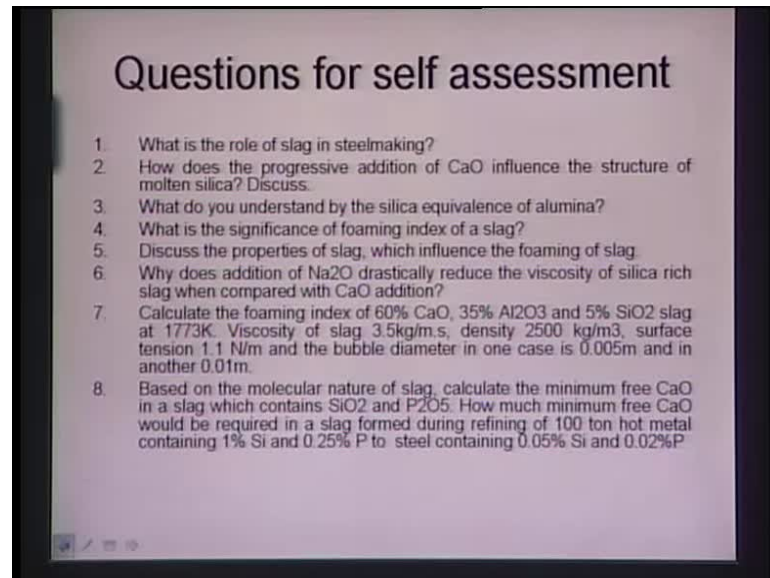 Questions for self assessment
1. What is the role of slag in steelmaking?
2. How does the progressive addition of CaO influence the structure of
molten silica? Discuss.
3. What do you understand by the silica equivalence of alumina?
4. What is the significance of foaming index of a slag?
5. Discuss the properties of slag, which influence the foaming of slag.
6. Why does addition of Na2O drastically reduce the viscosity of silica rich
slag when compared with CaO addition?
7. Calculate the foaming index of 60% CaO, 35% Al2O3 and 5% SiO2 slag
at 1773K. Viscosity of slag 3.5kg/m.s, density 2500 kg/m3, surface
tension 1.1 N/m and the bubble diameter in one case is 0.005m and in
another 0.01m.
8. Based on the molecular nature of slag, calculate the minimum free CaO
in a slag which contains SiO2 and P2O5. How much minimum free CaO
would be required in a slag formed during refining of 100 ton hot metal
containing 1% Si and 0.25% P to steel containing 0.05% Si and 0.02%P